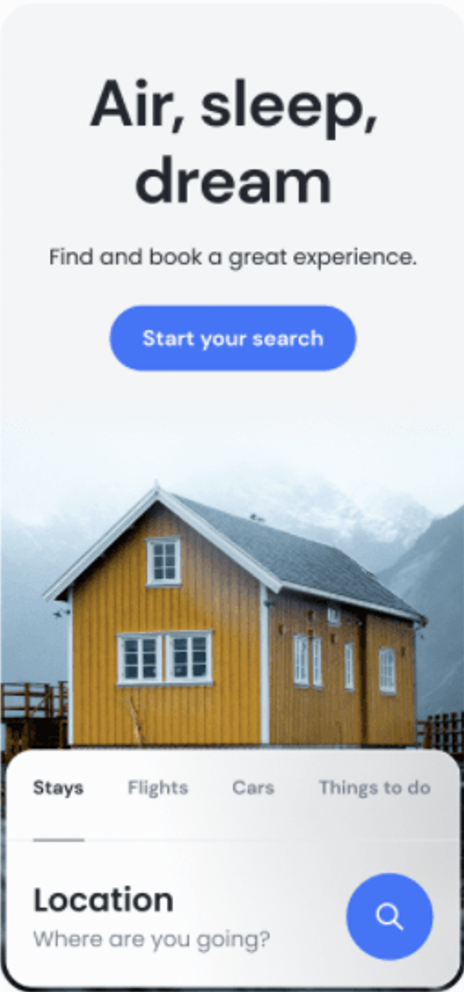 Air, sleep,
dream
Find and book a great experience.
Start your search
Stays Flights Cars Things to do
Location
Where are you going?